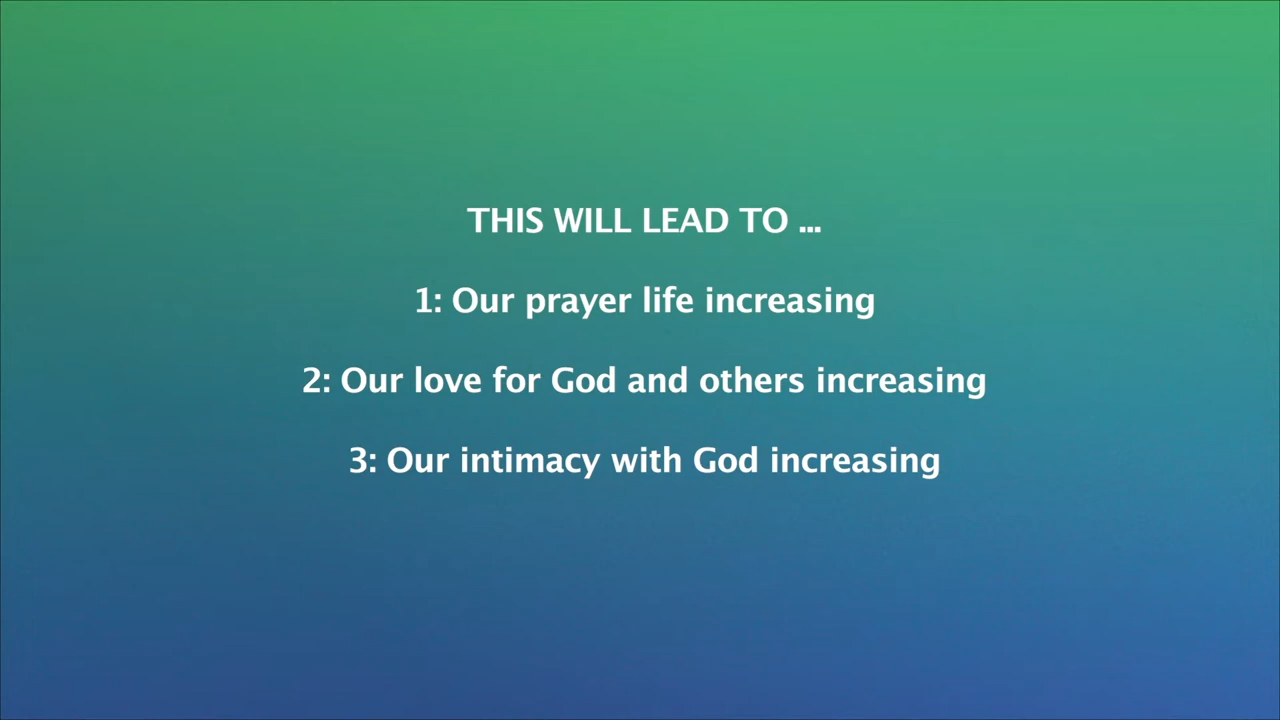 THIS WILL LEAD TO ...
1: Our prayer life increasing
2: Our love for God and others increasing
3: Our intimacy with God increasing